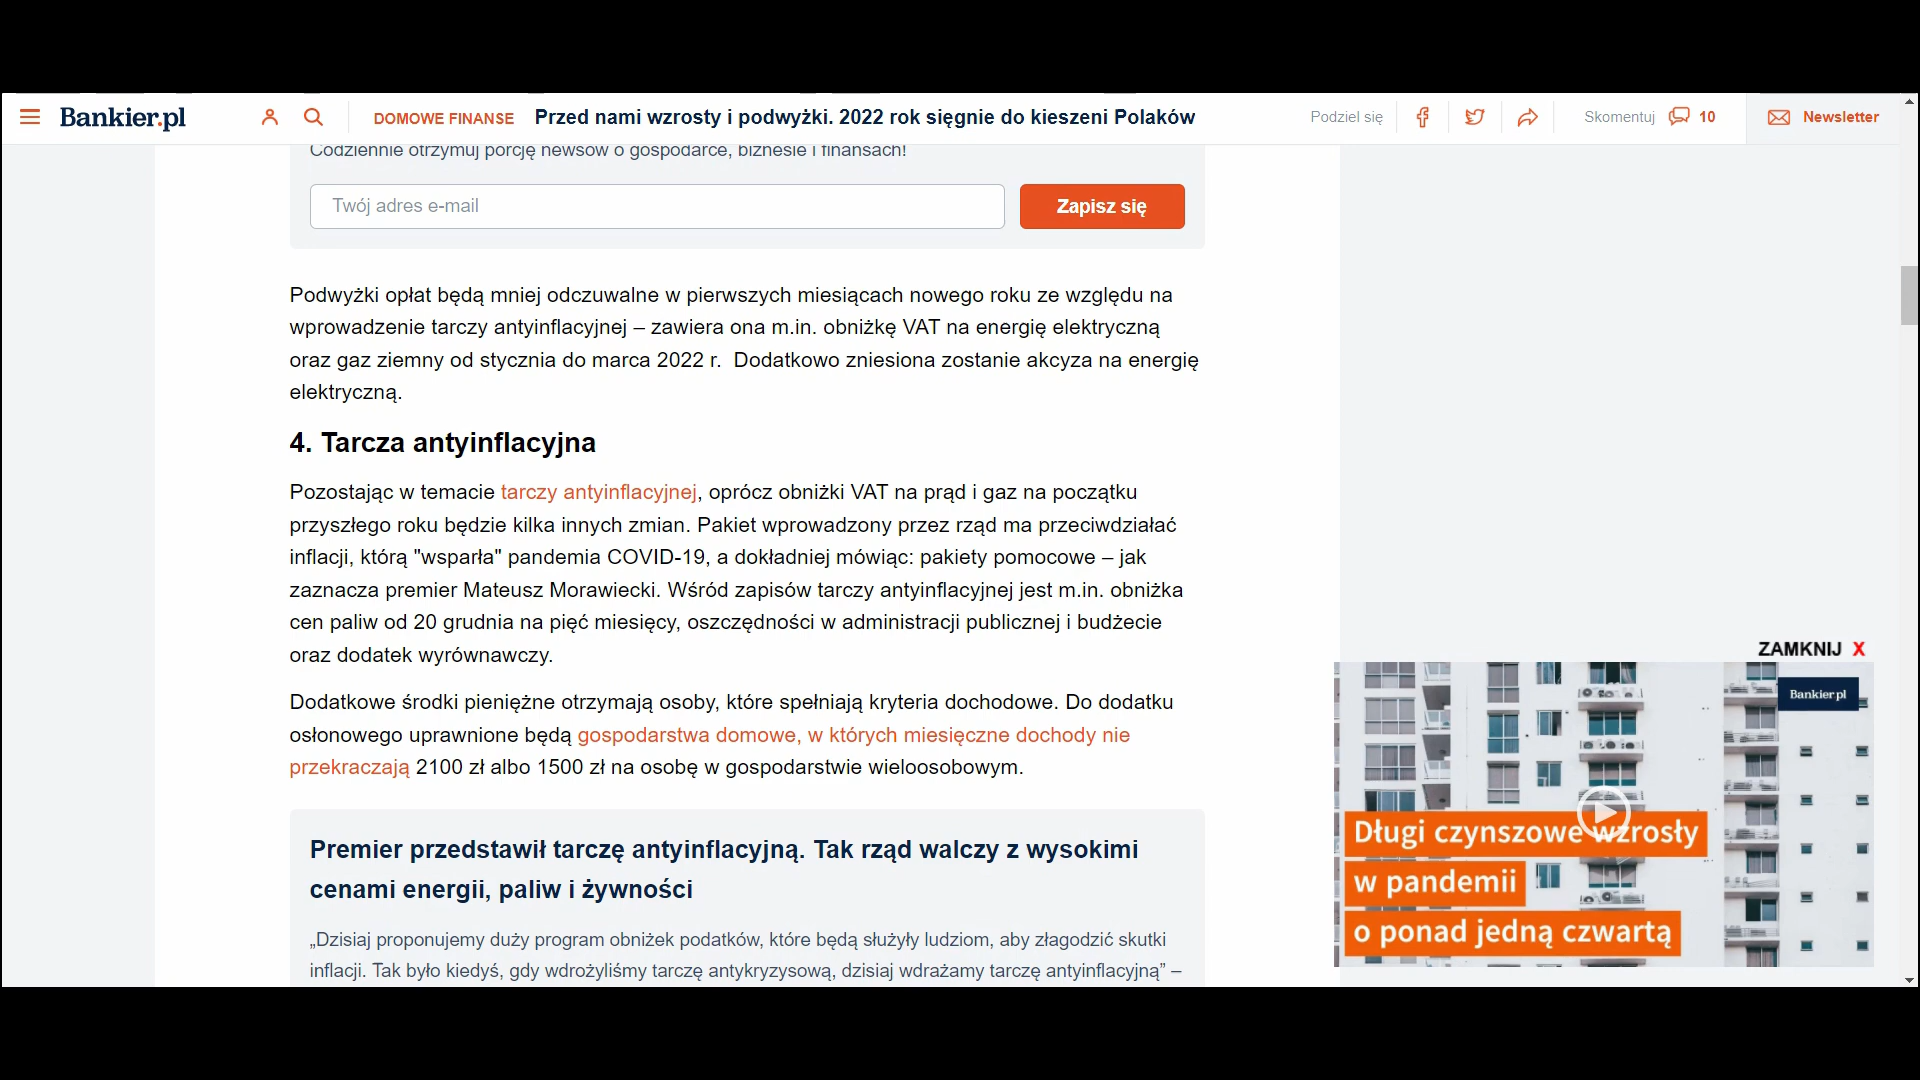 Bankier.pl
DOMOWE FINANSE
Przed nami wzrosty i podwyżki. 2022 rok sięgnie do kieszeni Polaków
Podziel się
Skomentuj
10
Newsletter
Codziennie otrzymuj porcję newsów o gospodarce, biznesie i finansach!
Twój adres e-mail
Zapisz się
Podwyżki opłat będą mniej odczuwalne w pierwszych miesiącach nowego roku ze względu na
wprowadzenie tarczy antyinflacyjnej – zawiera ona m.in. obniżkę VAT na energię elektryczną
oraz gaz ziemny od stycznia do marca 2022 r. Dodatkowo zniesiona zostanie akcyza na energię
elektryczną.
4. Tarcza antyinflacyjna
Pozostając w temacie tarczy antyinflacyjnej, oprócz obniżki VAT na prąd i gaz na początku
przyszłego roku będzie kilka innych zmian. Pakiet wprowadzony przez rząd ma przeciwdziałać
inflacji, którą "wsparła" pandemia COVID-19, a dokładniej mówiąc: pakiety pomocowe – jak
zaznacza premier Mateusz Morawiecki. Wśród zapisów tarczy antyinflacyjnej jest m.in. obniżka
cen paliw od 20 grudnia na pięć miesięcy, oszczędności w administracji publicznej i budżecie
oraz dodatek wyrównawczy.
Dodatkowe środki pieniężne otrzymają osoby, które spełniają kryteria dochodowe. Do dodatku
osłonowego uprawnione będą gospodarstwa domowe, w których miesięczne dochody nie
przekraczają 2100 zł albo 1500 zł na osobę w gospodarstwie wieloosobowym.
Premier przedstawił tarczę antyinflacyjną. Tak rząd walczy z wysokimi
cenami energii, paliw i żywności
„Dzisiaj proponujemy duży program obniżek podatków, które będą służyły ludziom, aby złagodzić skutki
inflacji. Tak było kiedyś, gdy wdrożyliśmy tarczę antykryzysową, dzisiaj wdrażamy tarczę antyinflacyjną” –
ZAMKNIJ X
Bankier.pl
Długi czynszowe wzrosły
w pandemii
o ponad jedną czwartą